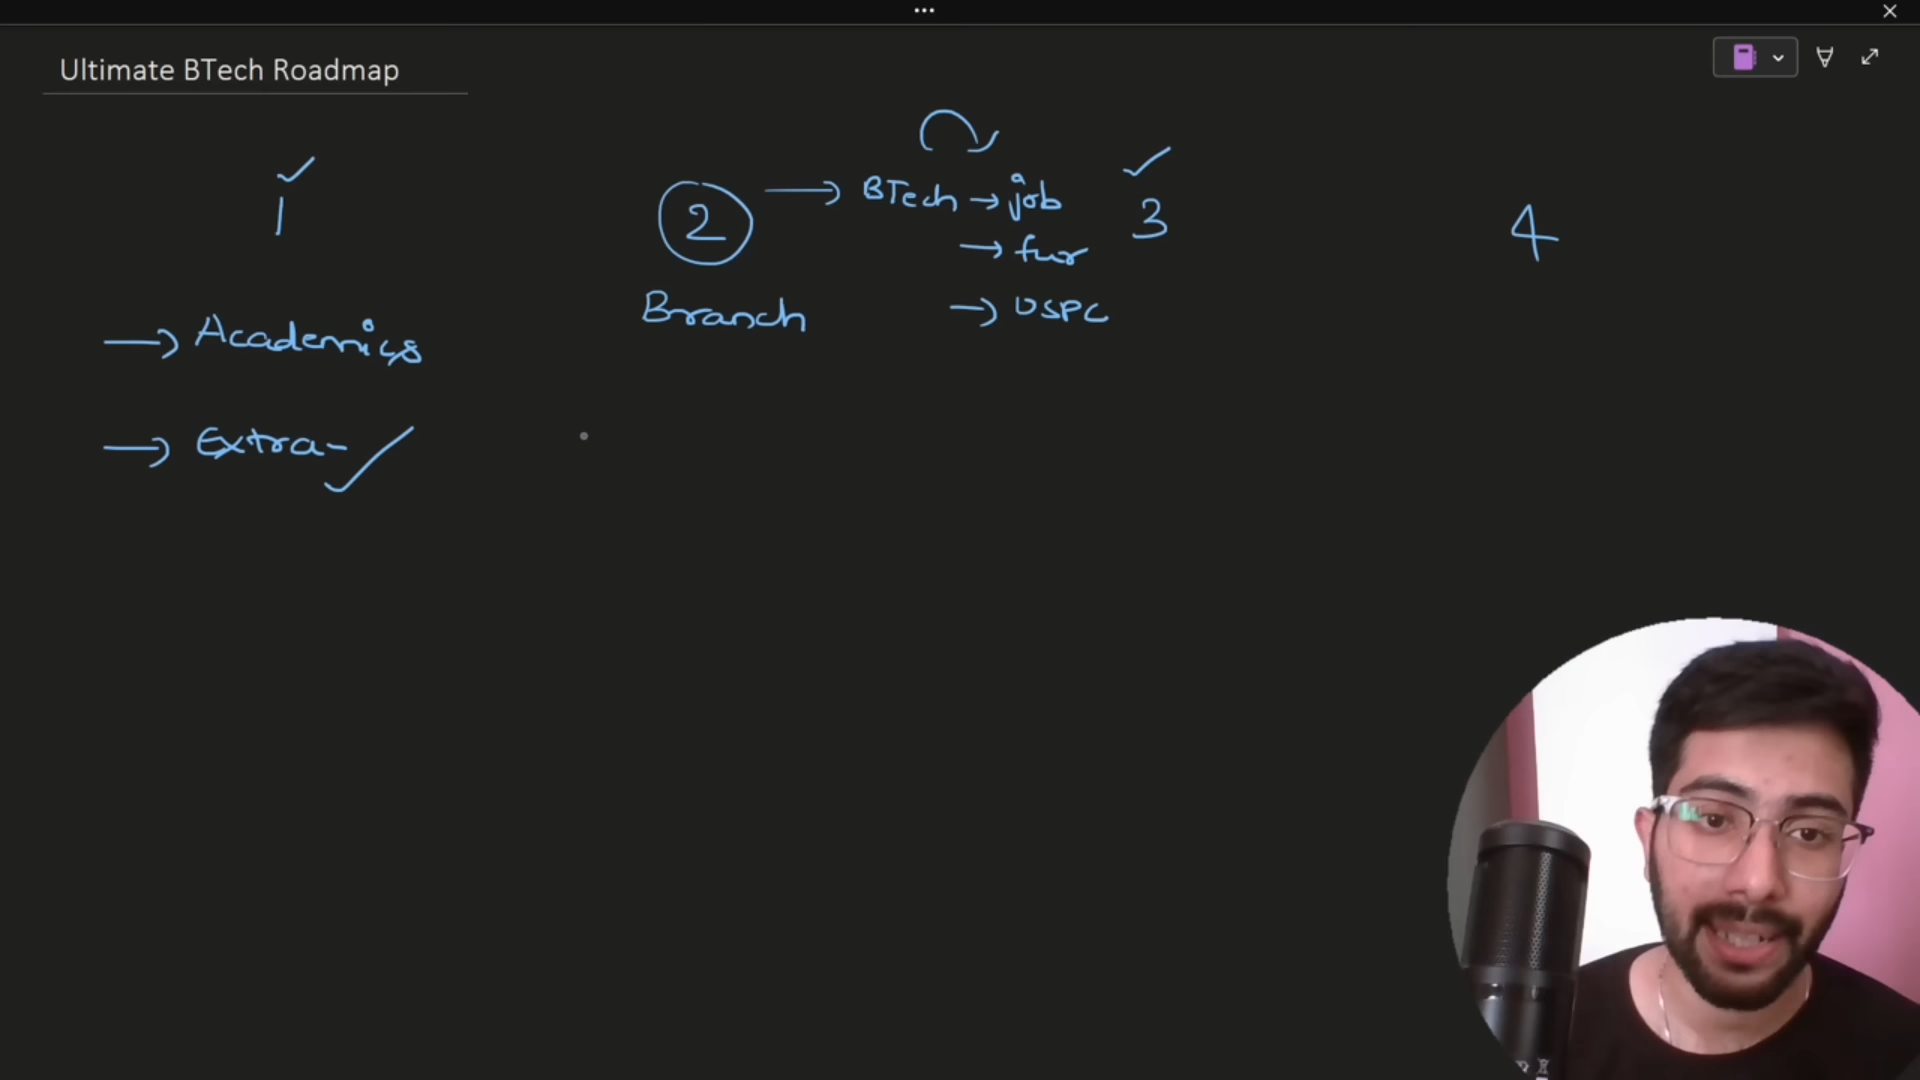 Ultimate BTech Roadmap
1
2 → BTech → job
→ fur
→ USPC
3
4
Branch
→ Academics
→ Extra-